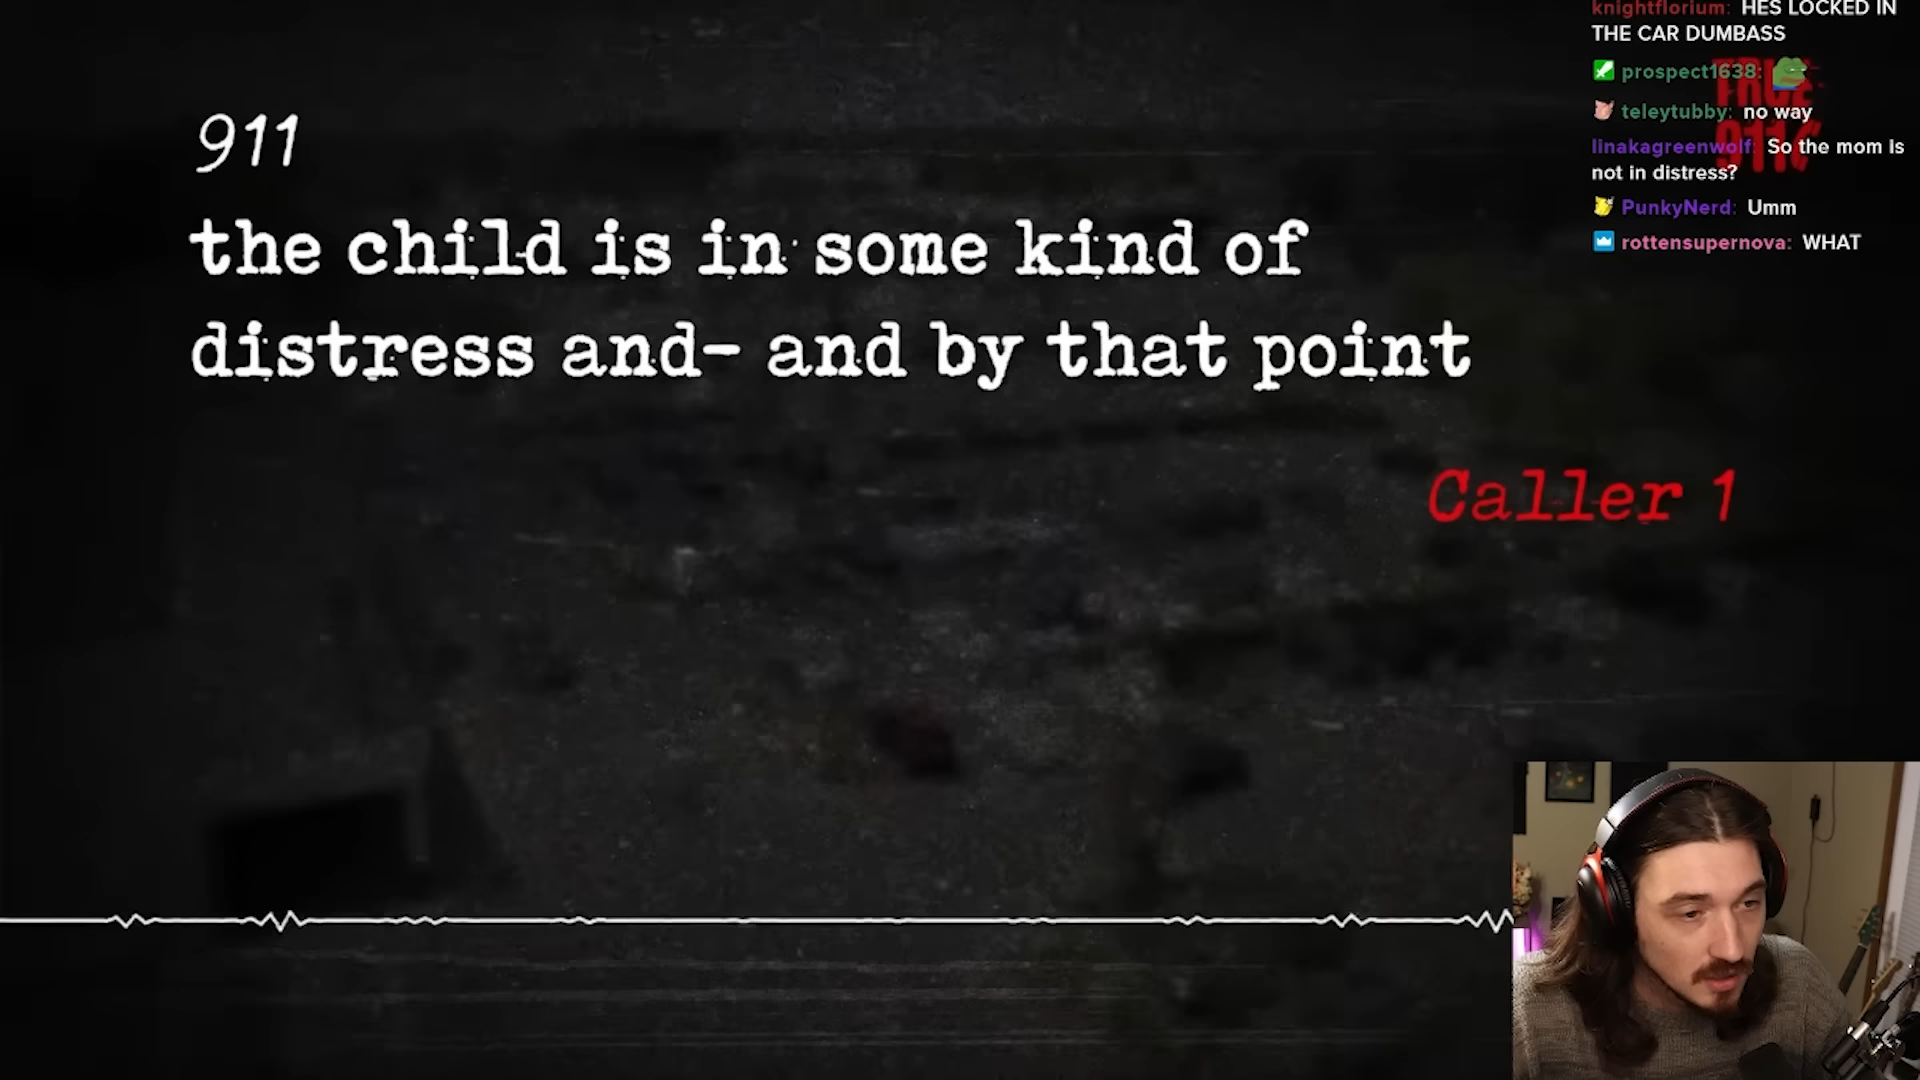 911
the child is in some kind of
distress and- and by that point
Caller 1
knightflorium: HES LOCKED IN
THE CAR DUMBASS
prospect1638:
teleytubby: no way
linakagreenwolf: So the mom is
not in distress?
PunkyNerd: Umm
rottensupernova: WHAT
TRUE
911